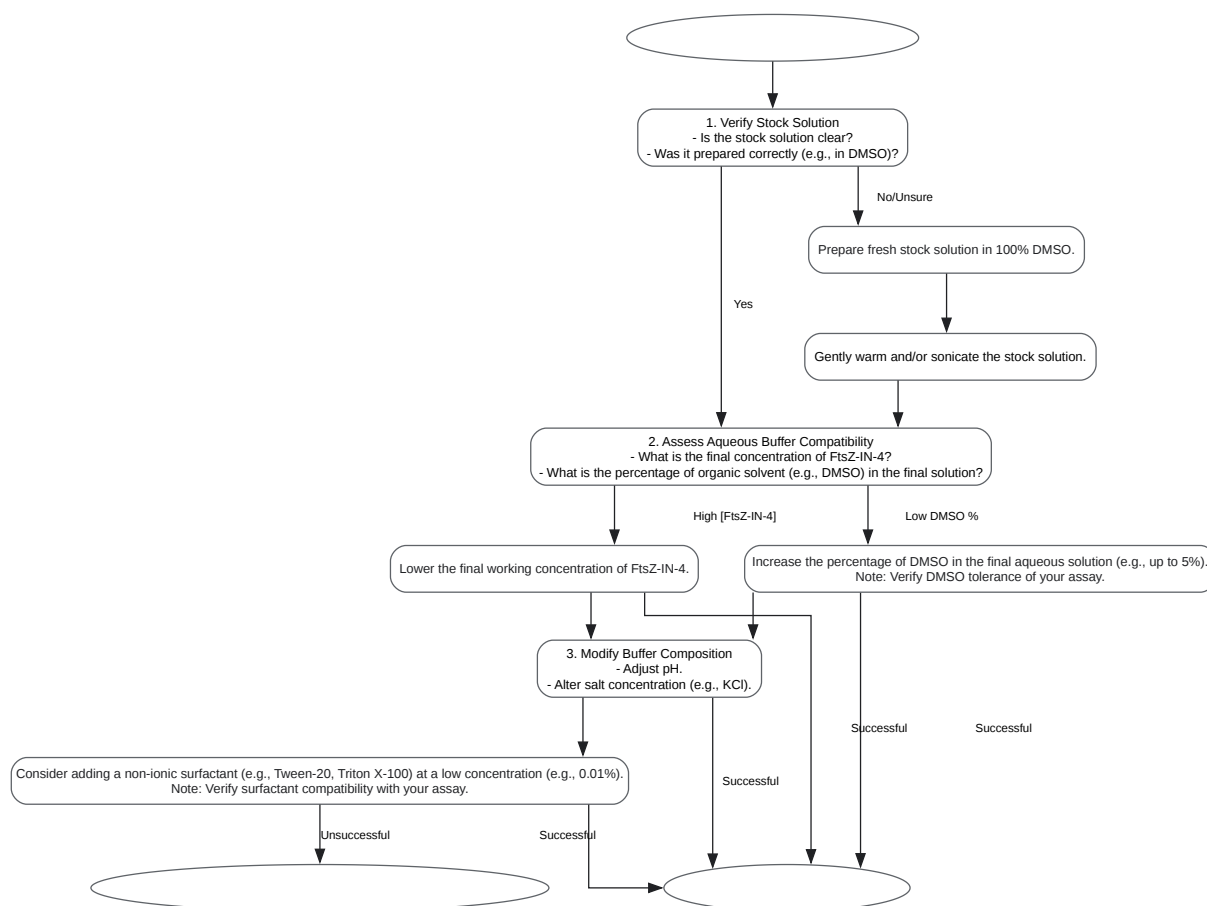 1. Verify Stock Solution
- Is the stock solution clear?
- Was it prepared correctly (e.g., in DMSO)?
No/Unsure
Prepare fresh stock solution in 100% DMSO.
Yes
Gently warm and/or sonicate the stock solution.
2. Assess Aqueous Buffer Compatibility
- What is the final concentration of FtsZ-IN-4?
- What is the percentage of organic solvent (e.g., DMSO) in the final solution?
High [FtsZ-IN-4]
Low DMSO %
Lower the final working concentration of FtsZ-IN-4.
Increase the percentage of DMSO in the final aqueous solution (e.g., up to 5%).
Note: Verify DMSO tolerance of your assay.
3. Modify Buffer Composition
- Adjust pH.
- Alter salt concentration (e.g., KCl).
Successful
Successful
Consider adding a non-ionic surfactant (e.g., Tween-20, Triton X-100) at a low concentration (e.g., 0.01%).
Note: Verify surfactant compatibility with your assay.
Successful
Unsuccessful
Successful